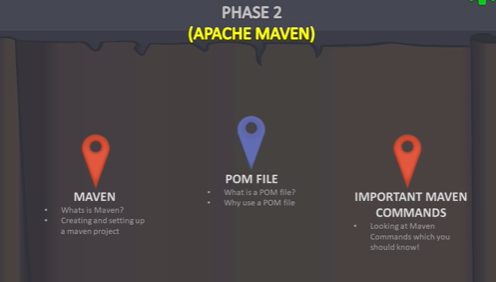 PHASE 2
(APACHE MAVEN)
MAVEN
• Whats is Maven?
• Creating and setting up
a maven project
POM FILE
• What is a POM file?
• Why use a POM file
IMPORTANT MAVEN
COMMANDS
• Looking at Maven
Commands which you
should know!